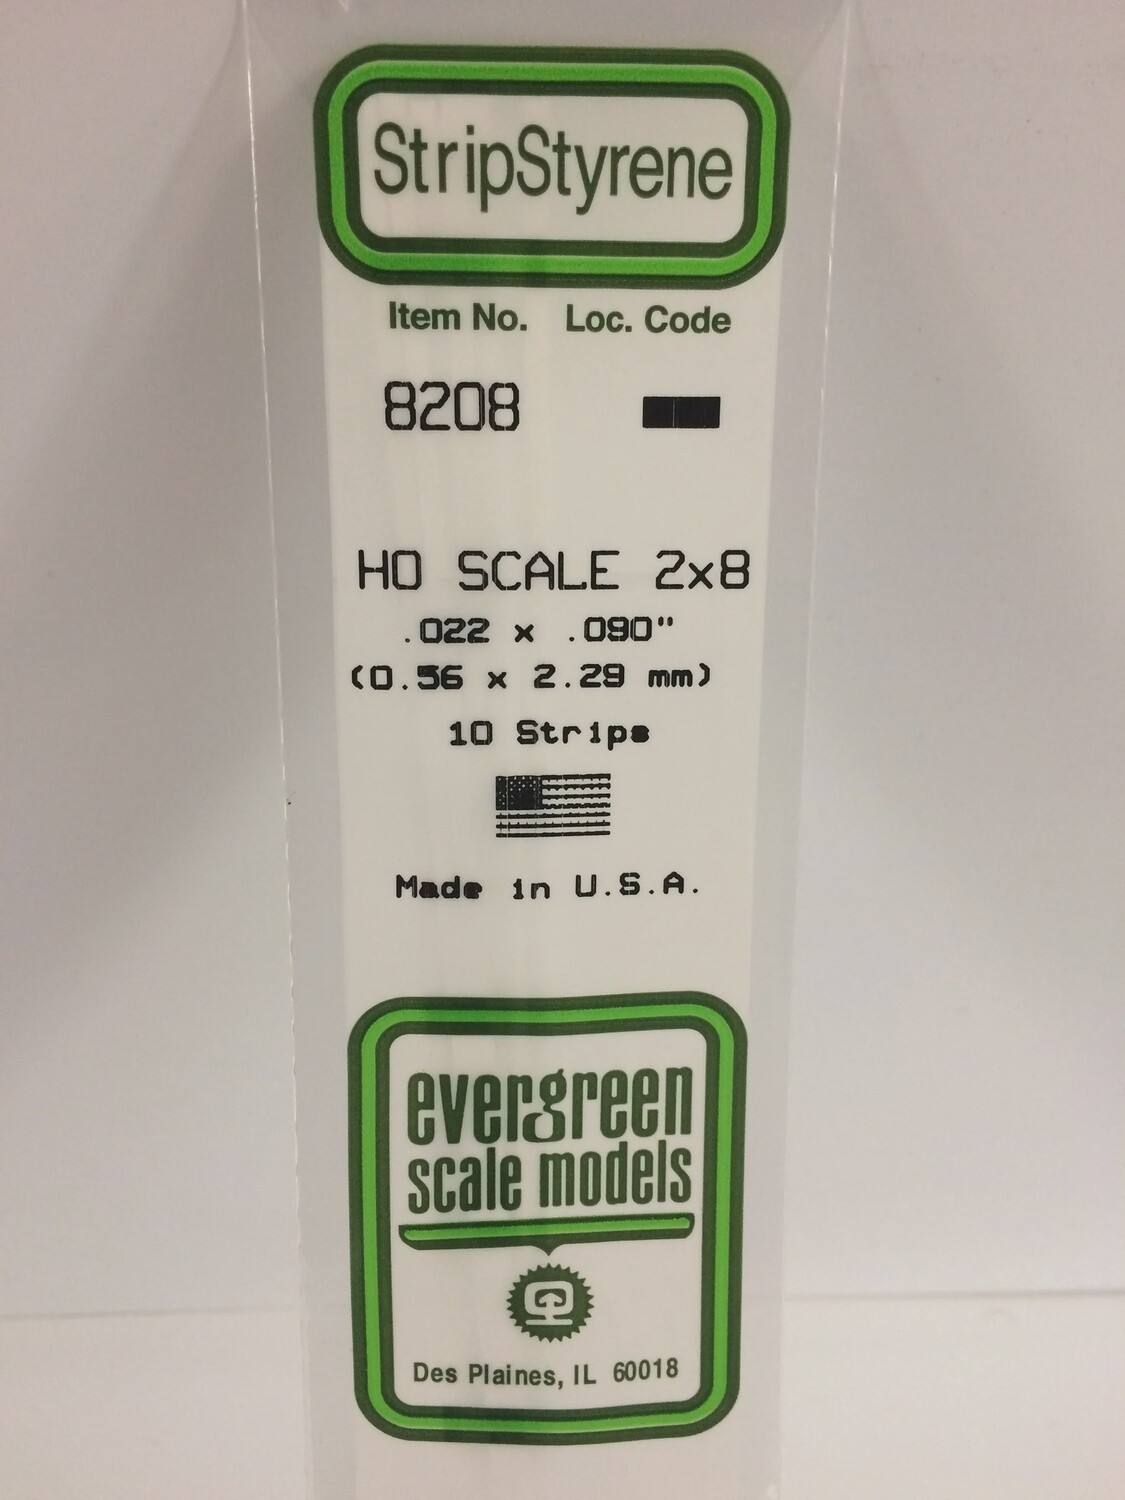 StripStyrene
Item No. Loc. Code
8208
HO SCALE 2x8
.022 x .090"
(0.56 x 2.29 mm)
10 Strips
Made in U.S.A.
evergreen
scale models
Des Plaines, IL 60018